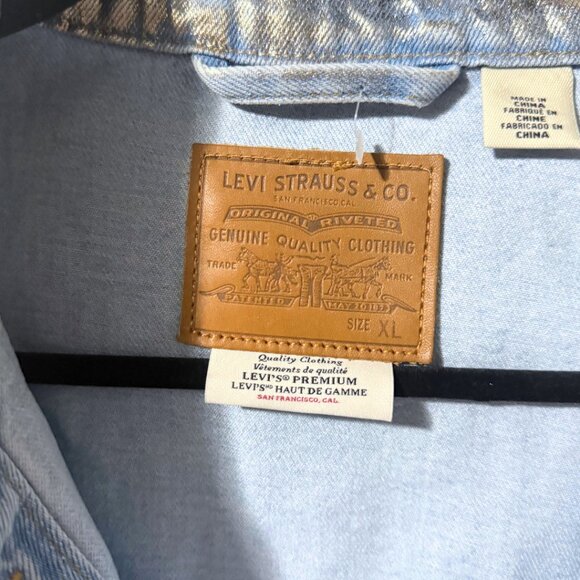 MADE IN
CHINA
FABRIQUÉ EN
CHINE
FABRICADO EN
CHINA
LEVI STRAUSS & CO.
SAN FRANCISCO, CAL.
ORIGINAL RIVETED
GENUINE QUALITY CLOTHING
TRADE MARK
PATENTED MAY 20 1873
SIZE XL
Quality Clothing
Vêtements de qualité
LEVI'S® PREMIUM
LEVI'S᠎ᴹᴰ HAUT DE GAMME
SAN FRANCISCO, CAL.